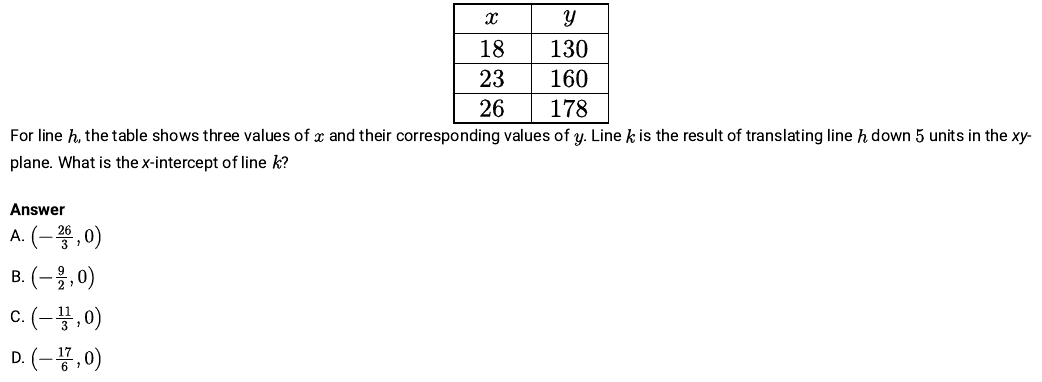 x y
18 130
23 160
26 178
For line h, the table shows three values of x and their corresponding values of y. Line k is the result of translating line h down 5 units in the xy-
plane. What is the x-intercept of line k?
Answer
A. (−26/3, 0)
B. (−9/2, 0)
C. (−11/3, 0)
D. (−17/6, 0)